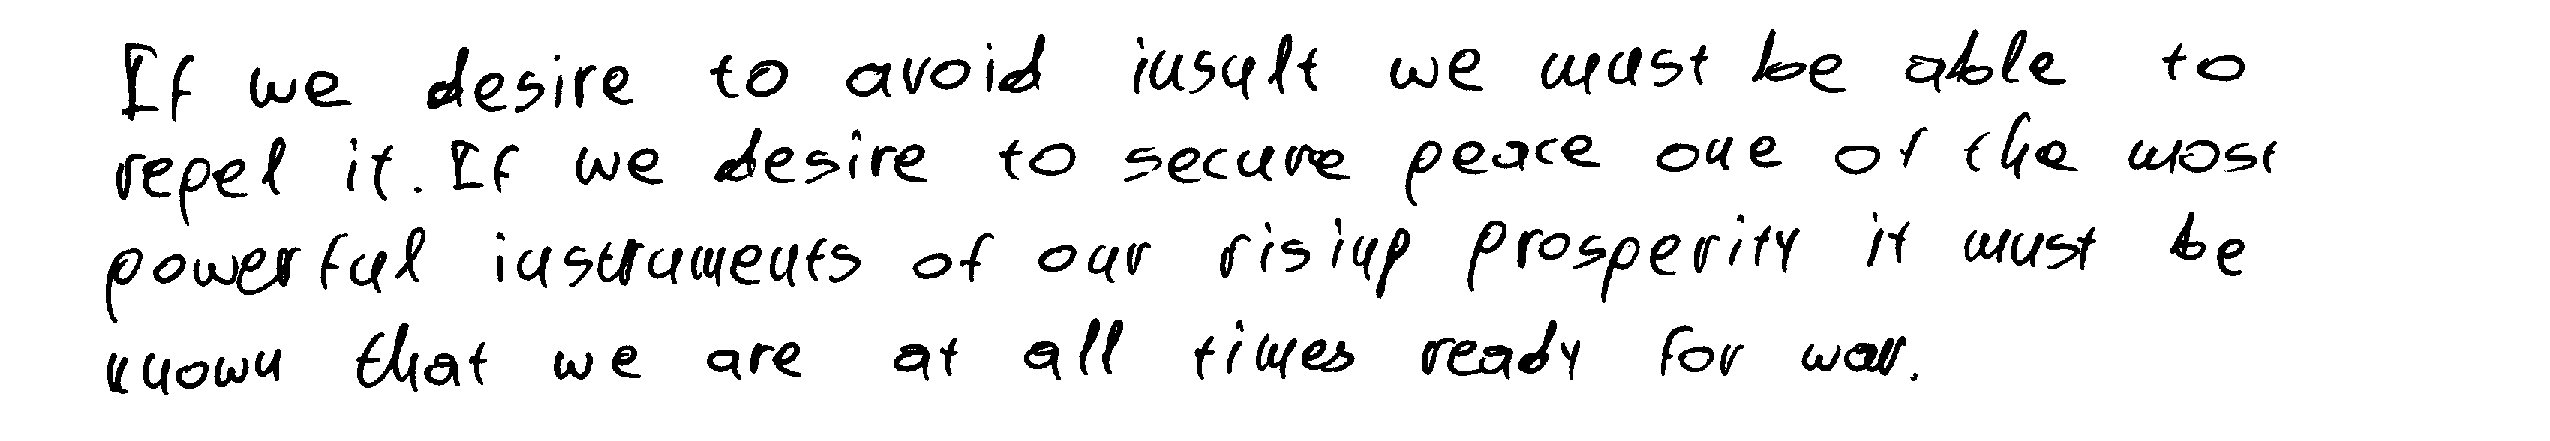 If we desire to avoid insult we must be able to
repel it. If we desire to secure peace one of the most
powerful instruments of our rising prosperity it must be
known that we are at all times ready for war.